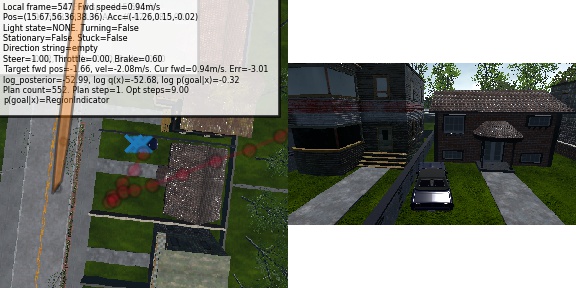 Local frame=547, Fwd speed=0.94m/s
Pos=(15.67,56.36,38.36). Acc=(-1.26,0.15,-0.02)
Light state=NONE. Turning=False
Stationary=False. Stuck=False
Direction string=empty
Steer=1.00, Throttle=0.00, Brake=0.60
Target fwd pos=-1.66, vel=-2.08m/s. Cur fwd=0.94m/s. Err=-3.01
log_posterior=-52.99, log q(x)=-52.68, log p(goal|x)=-0.32
Plan count=552. Plan step=1. Opt steps=9.00
p(goal|x)=RegionIndicator